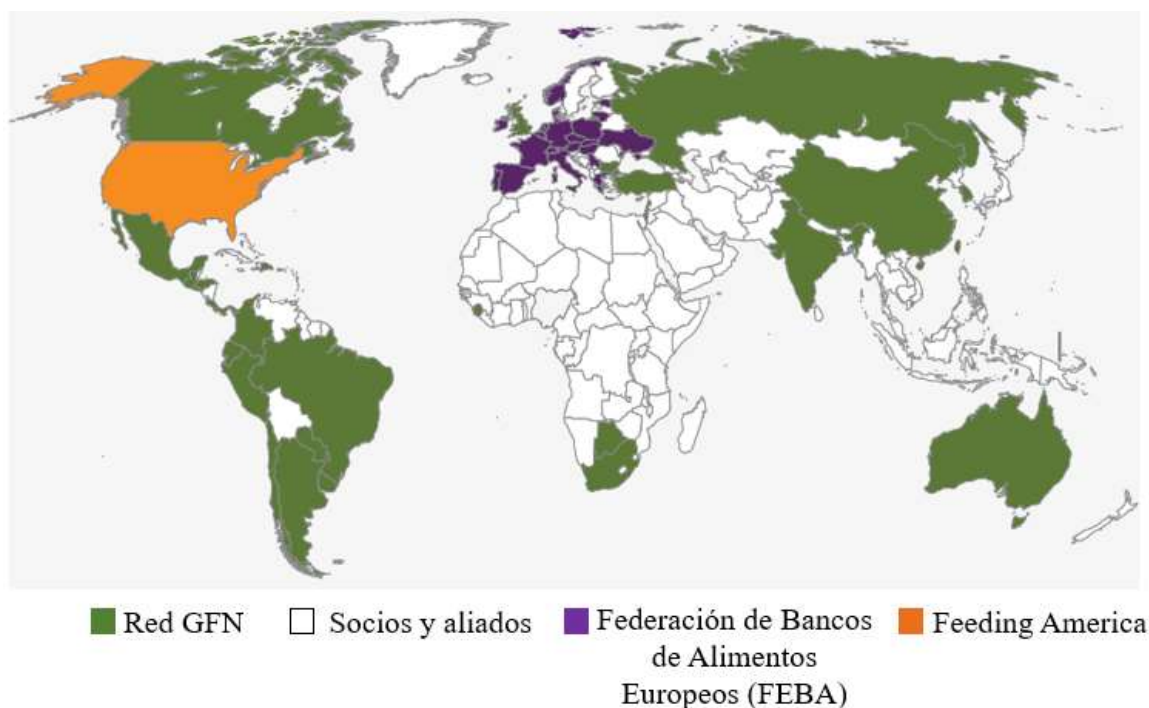 Red GFN
Socios y aliados
Federación de Bancos
de Alimentos
Europeos (FEBA)
Feeding America